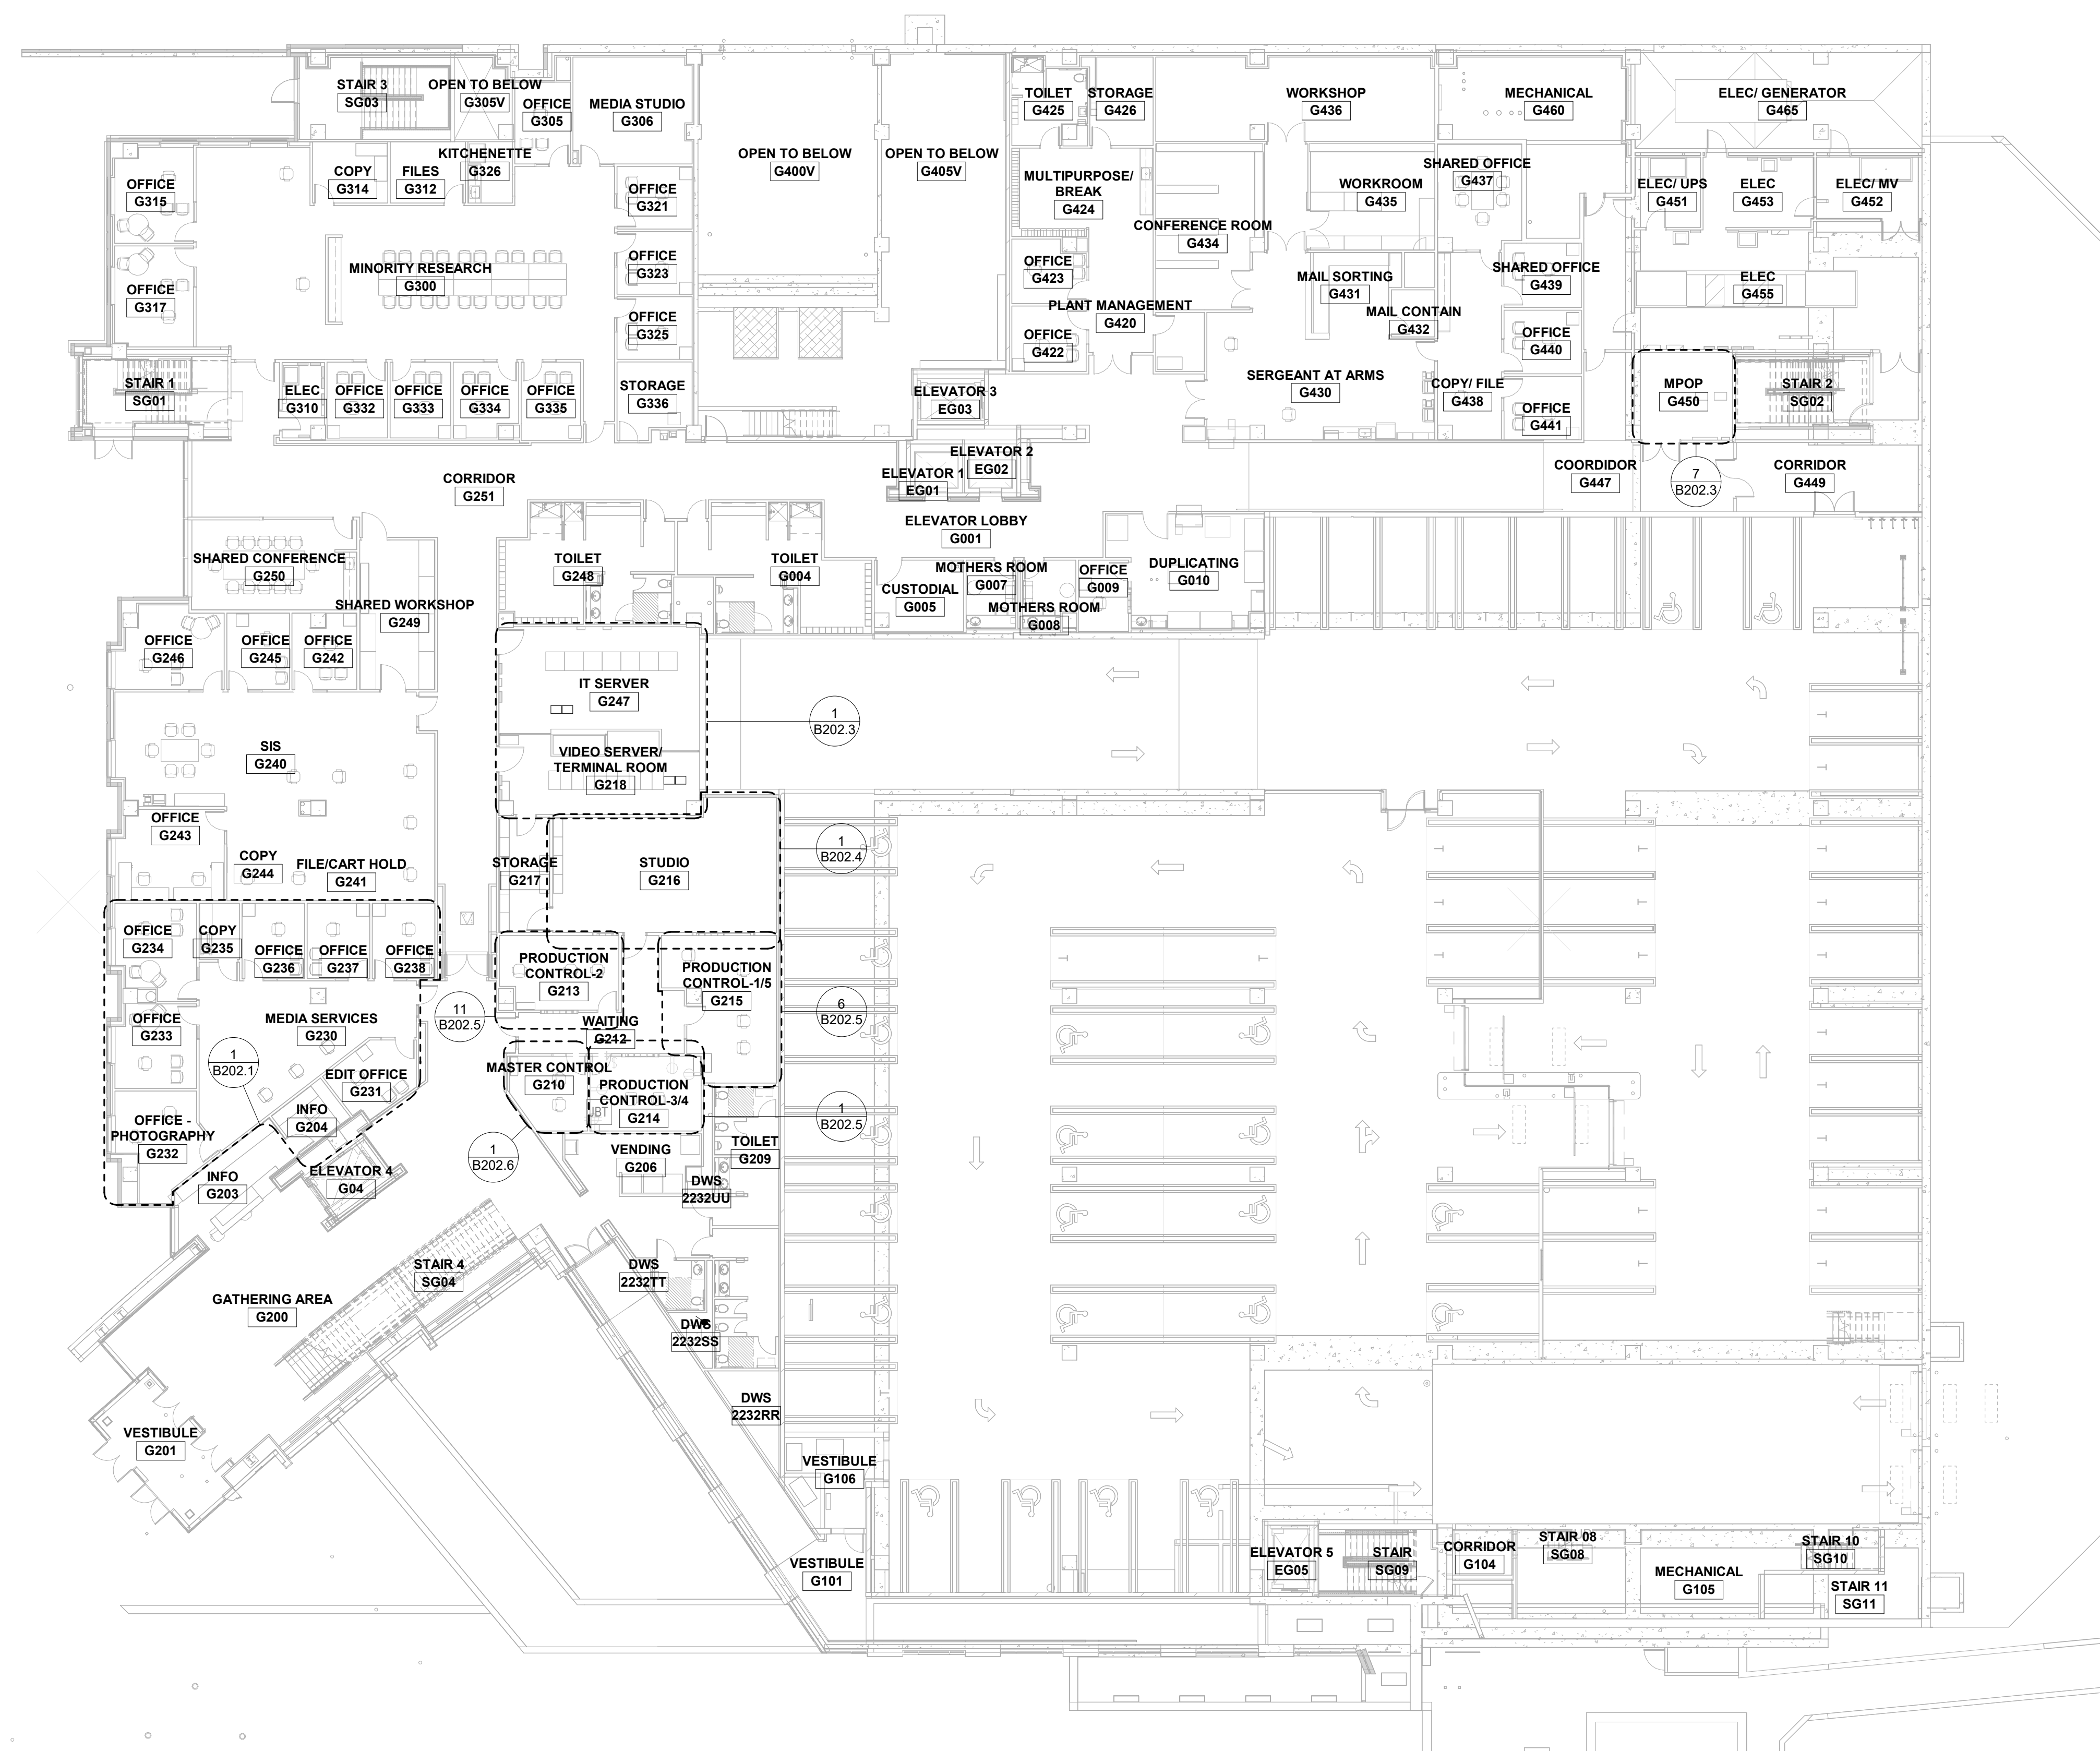 STAIR 3
SG03
OPEN TO BELOW
G305V
OFFICE
G305
MEDIA STUDIO
G306
TOILET
G425
STORAGE
G426
WORKSHOP
G436
MECHANICAL
G460
ELEC/ GENERATOR
G465
OFFICE
G315
COPY
G314
FILES
G312
KITCHENETTE
G326
OFFICE
G321
OPEN TO BELOW
G400V
OPEN TO BELOW
G405V
MULTIPURPOSE/
BREAK
G424
WORKROOM
G435
SHARED OFFICE
G437
ELEC/ UPS
G451
ELEC
G453
ELEC/ MV
G452
CONFERENCE ROOM
G434
OFFICE
G317
MINORITY RESEARCH
G300
OFFICE
G323
OFFICE
G325
OFFICE
G423
MAIL SORTING
G431
MAIL CONTAIN
G432
SHARED OFFICE
G439
ELEC
G455
PLANT MANAGEMENT
G420
OFFICE
G422
OFFICE
G440
STAIR 1
SG01
ELEC
G310
OFFICE
G332
OFFICE
G333
OFFICE
G334
OFFICE
G335
STORAGE
G336
ELEVATOR 3
EG03
SERGEANT AT ARMS
G430
COPY/ FILE
G438
OFFICE
G441
MPOP
G450
STAIR 2
SG02
CORRIDOR
G251
ELEVATOR 1
EG01
ELEVATOR 2
EG02
COORDIDOR
G447
7
B202.3
CORRIDOR
G449
ELEVATOR LOBBY
G001
SHARED CONFERENCE
G250
TOILET
G248
TOILET
G004
CUSTODIAL
G005
MOTHERS ROOM
G007
MOTHERS ROOM
G008
OFFICE
G009
DUPLICATING
G010
SHARED WORKSHOP
G249
OFFICE
G246
OFFICE
G245
OFFICE
G242
IT SERVER
G247
1
B202.3
SIS
G240
VIDEO SERVER/
TERMINAL ROOM
G218
OFFICE
G243
COPY
G244
FILE/CART HOLD
G241
STORAGE
G217
STUDIO
G216
1
B202.4
OFFICE
G234
COPY
G235
OFFICE
G236
OFFICE
G237
OFFICE
G238
PRODUCTION
CONTROL-2
G213
PRODUCTION
CONTROL-1/5
G215
11
B202.5
6
B202.5
OFFICE
G233
MEDIA SERVICES
G230
WAITING
G212
1
B202.1
EDIT OFFICE
G231
MASTER CONTROL
G210
PRODUCTION
CONTROL-3/4
G214
UBT
1
B202.5
INFO
G204
OFFICE -
PHOTOGRAPHY
G232
1
B202.6
VENDING
G206
TOILET
G209
INFO
G203
ELEVATOR 4
G04
DWS
2232UU
STAIR 4
SG04
DWS
2232TT
GATHERING AREA
G200
DWS
2232SS
DWS
2232RR
VESTIBULE
G201
VESTIBULE
G106
VESTIBULE
G101
ELEVATOR 5
EG05
STAIR
SG09
CORRIDOR
G104
STAIR 08
SG08
MECHANICAL
G105
STAIR 10
SG10
STAIR 11
SG11